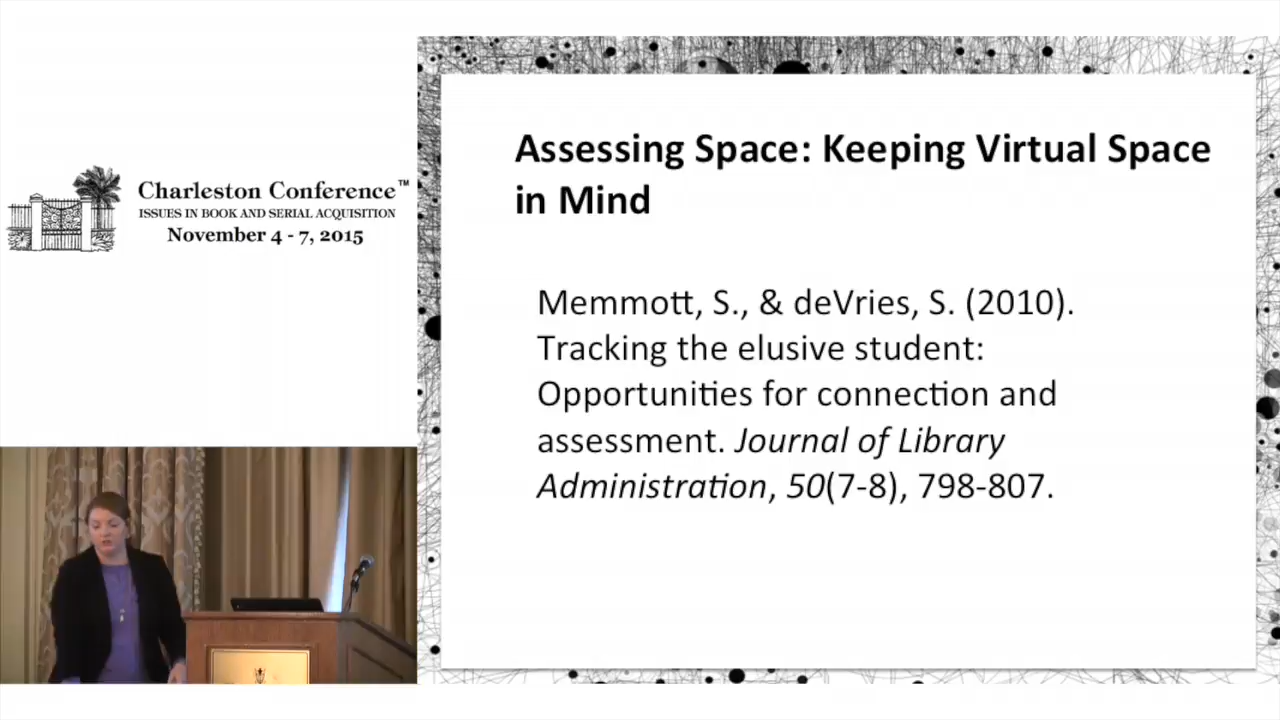 Charleston Conference™
ISSUES IN BOOK AND SERIAL ACQUISITION
November 4 - 7, 2015
Assessing Space: Keeping Virtual Space
in Mind
Memmott, S., & deVries, S. (2010).
Tracking the elusive student:
Opportunities for connection and
assessment. Journal of Library
Administration, 50(7-8), 798-807.